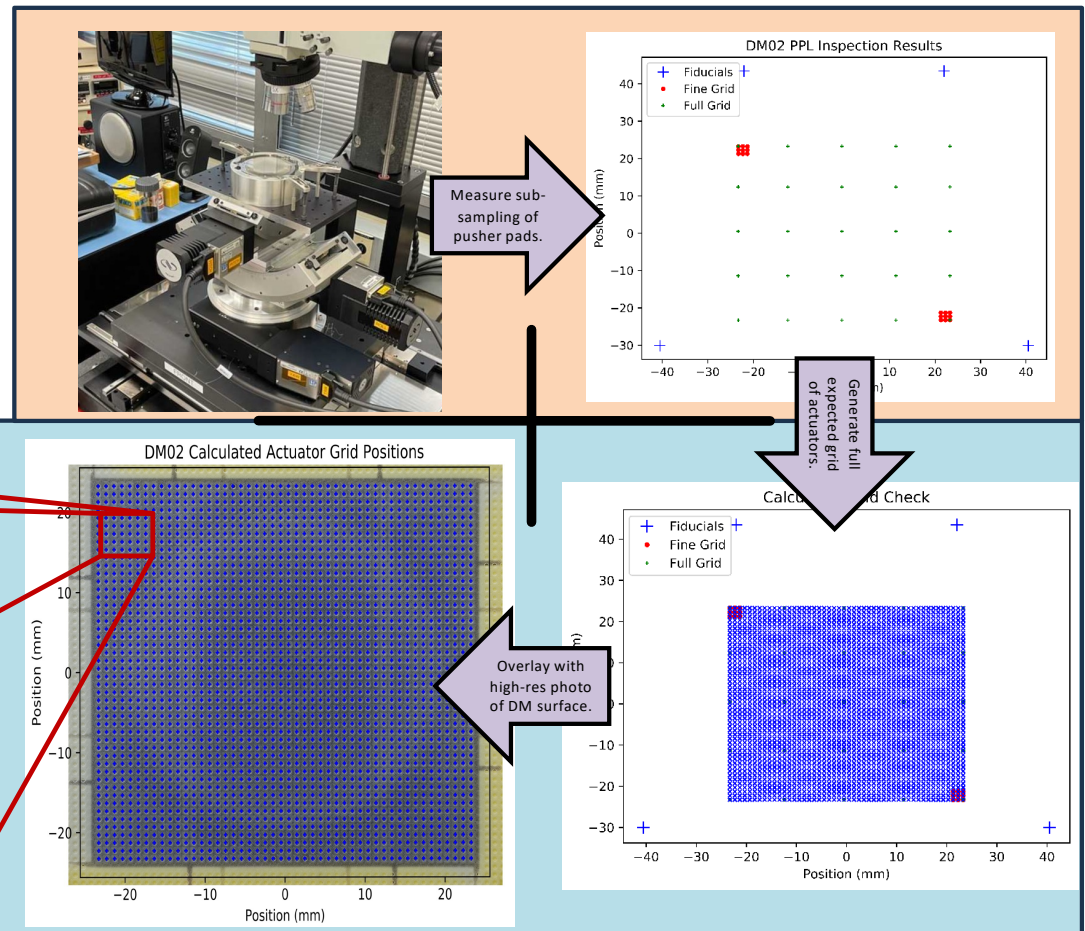 DM02 PPL Inspection Results
Fiducials
Fine Grid
Full Grid
40
30
20
10
0
−10
−20
−30
−40
−30
−20
−10
0
10
20
30
40
Measure sub-
sampling of
pusher pads.
Generate full
expected grid
of actuators.
DM02 Calculated Actuator Grid Positions
Position (mm)
20
10
0
−10
−20
−20
−10
0
10
20
Position (mm)
Overlay with
high-res photo
of DM surface.
Check
Fiducials
Fine Grid
Full Grid
40
30
20
−10
−20
−30
−40
−30
−20
−10
0
10
20
30
40
Position (mm)